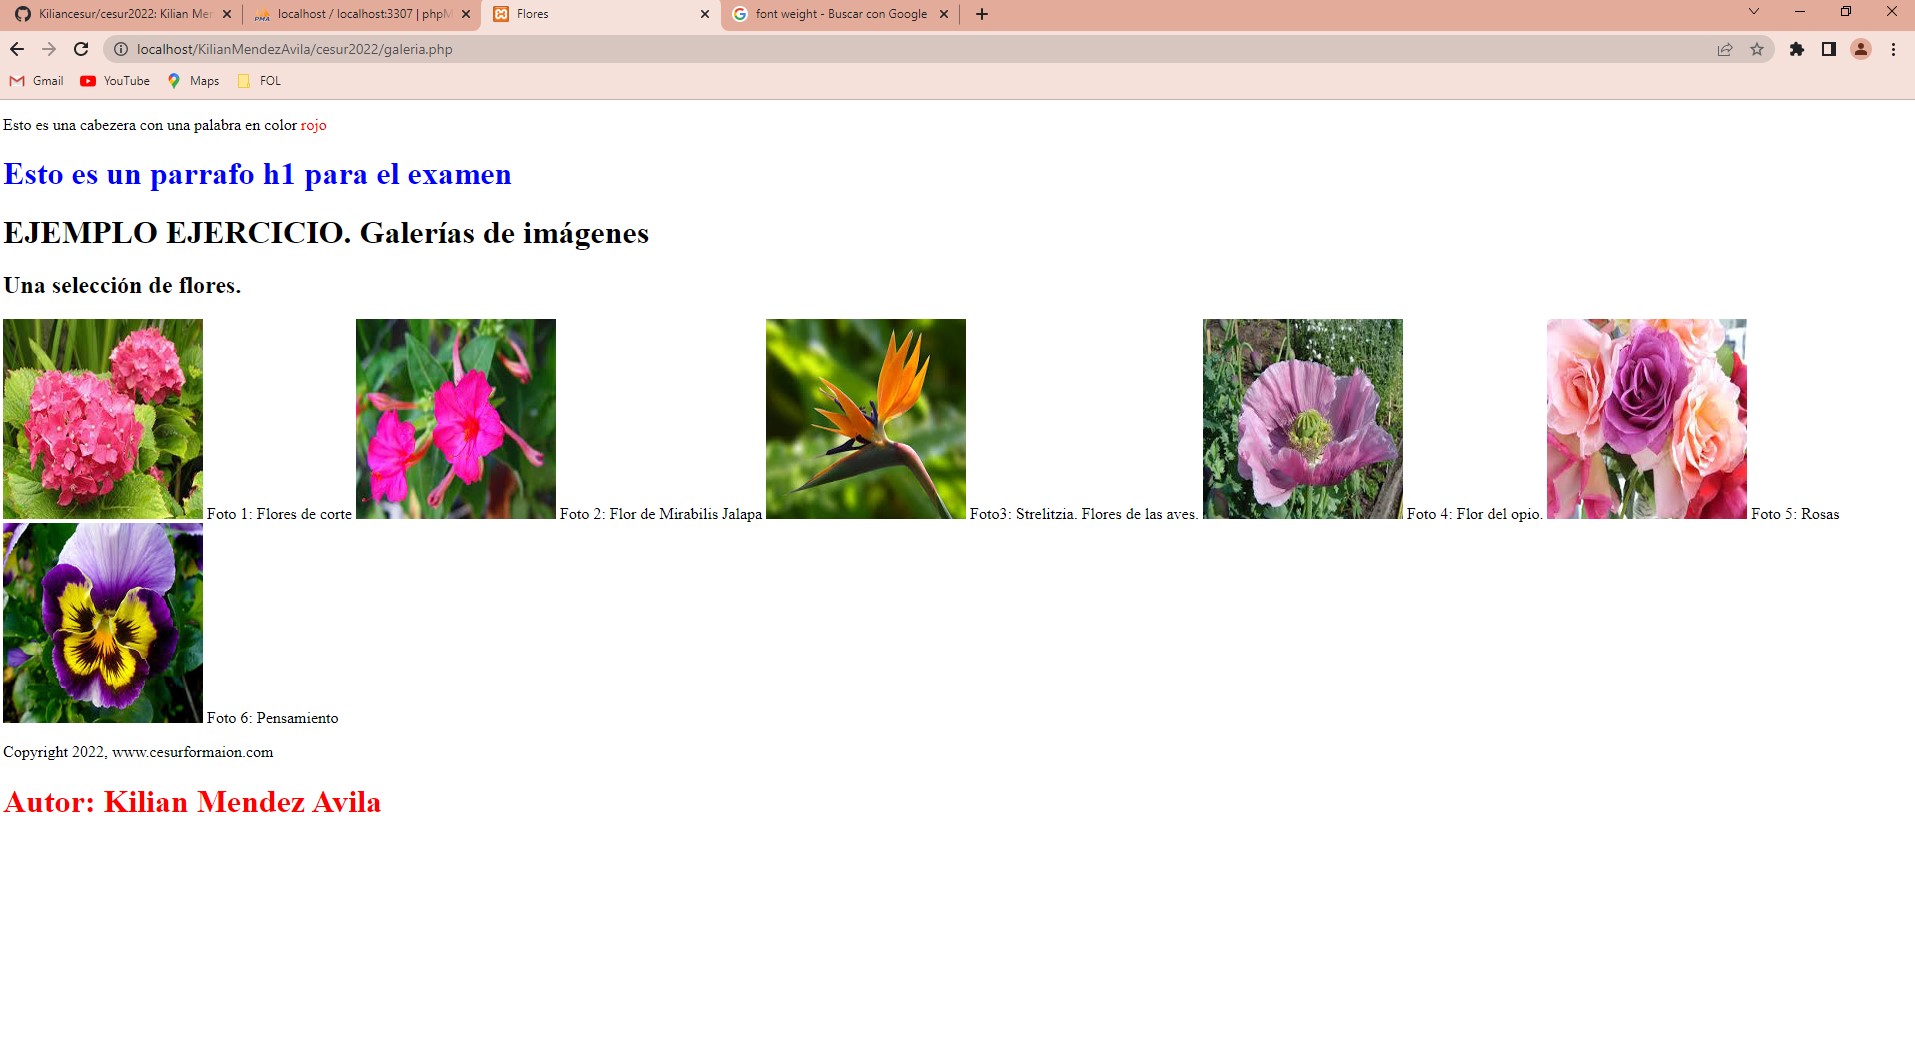 Kiliancesur/cesur2022: Kilian Mer
localhost / localhost:3307 | phpM
Flores
font weight - Buscar con Google
localhost/KilianMendezAvila/cesur2022/galeria.php
Gmail YouTube Maps FOL
Esto es una cabezera con una palabra en color rojo
Esto es un parrafo h1 para el examen
EJEMPLO EJERCICIO. Galerías de imágenes
Una selección de flores.
Foto 1: Flores de corte Foto 2: Flor de Mirabilis Jalapa Foto3: Strelitzia. Flores de las aves. Foto 4: Flor del opio. Foto 5: Rosas
Foto 6: Pensamiento
Copyright 2022, www.cesurformaion.com
Autor: Kilian Mendez Avila